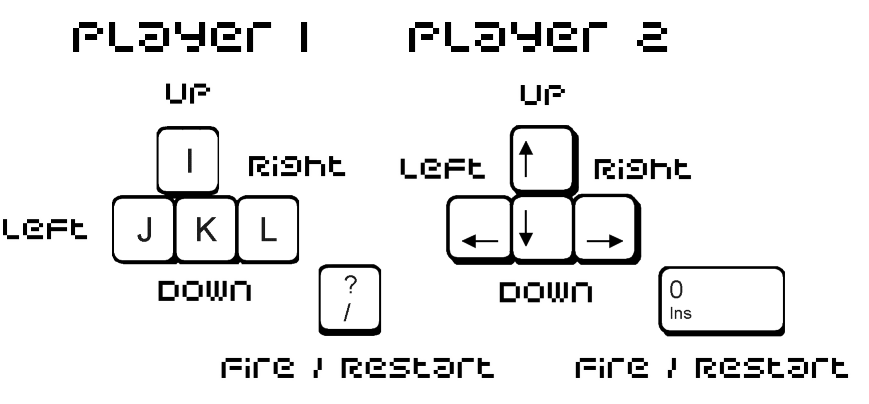 Player 1 Player 2
UP UP
I ↑
Right Left Right
Left J K L ← ↓ →
DOWN DOWN
? 0
/ Ins
Fire / Restart Fire / Restart